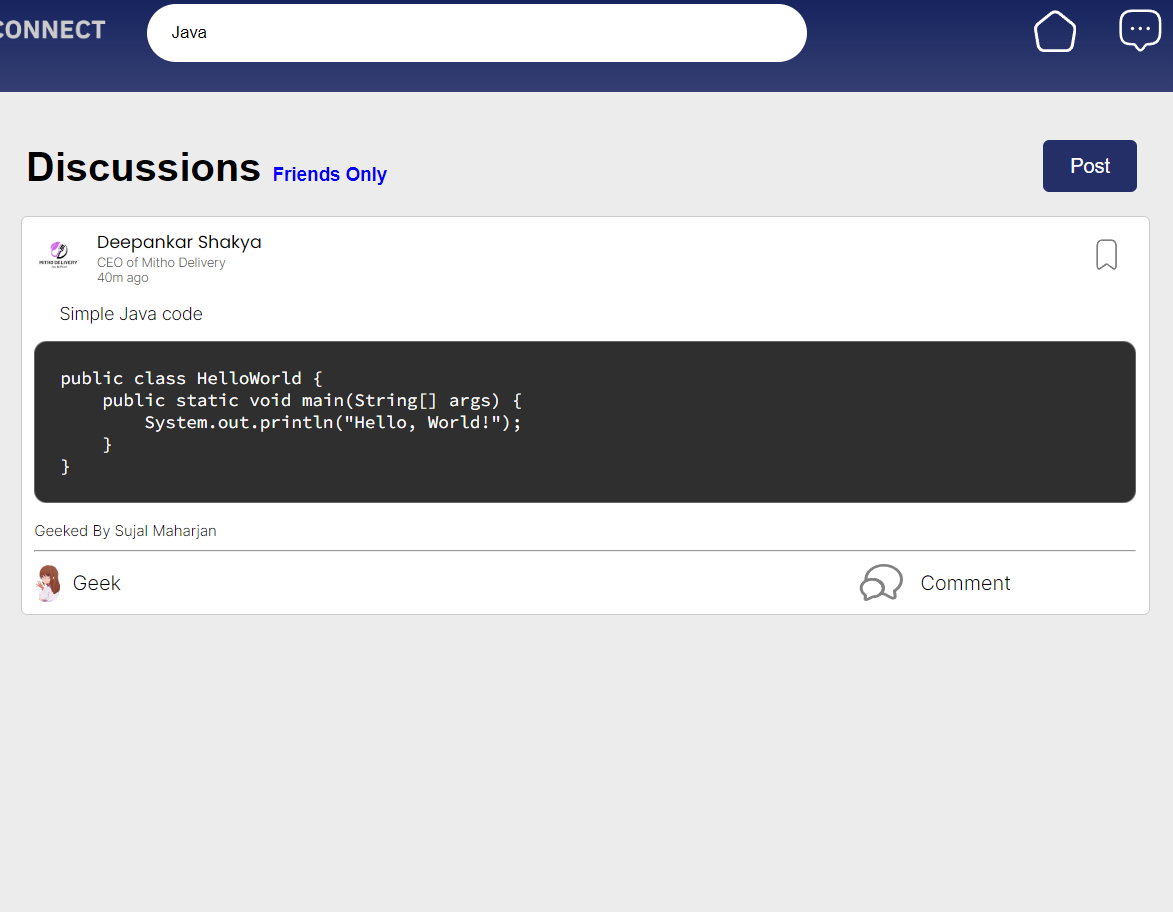 CONNECT
Java
Discussions Friends Only
Post
Deepankar Shakya
CEO of Mitho Delivery
40m ago
MITHO DELIVERY
Simple Java code
public class HelloWorld {
    public static void main(String[] args) {
        System.out.println("Hello, World!");
    }
}
Geeked By Sujal Maharjan
Geek
Comment